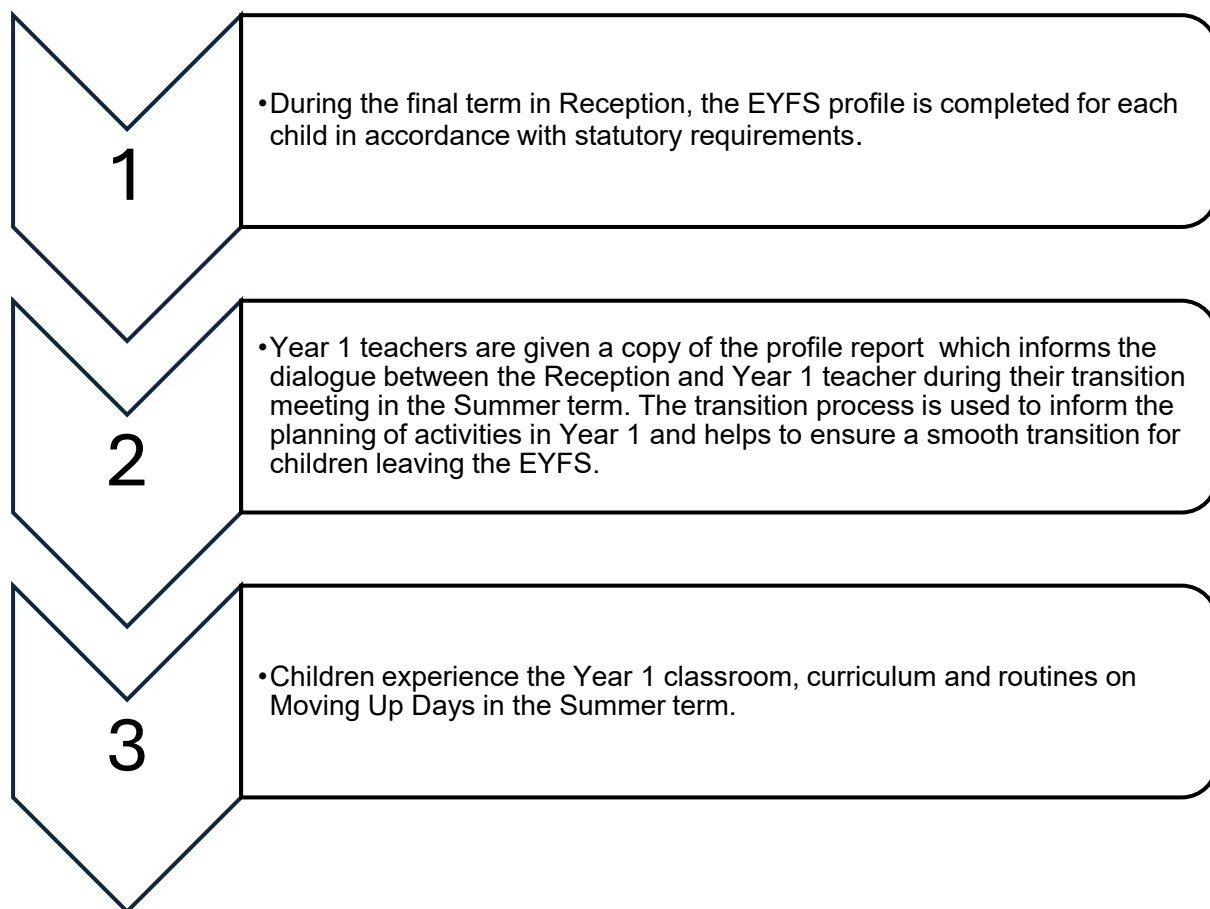 1
•During the final term in Reception, the EYFS profile is completed for each
child in accordance with statutory requirements.
2
•Year 1 teachers are given a copy of the profile report  which informs the
dialogue between the Reception and Year 1 teacher during their transition
meeting in the Summer term. The transition process is used to inform the
planning of activities in Year 1 and helps to ensure a smooth transition for
children leaving the EYFS.
3
•Children experience the Year 1 classroom, curriculum and routines on
Moving Up Days in the Summer term.